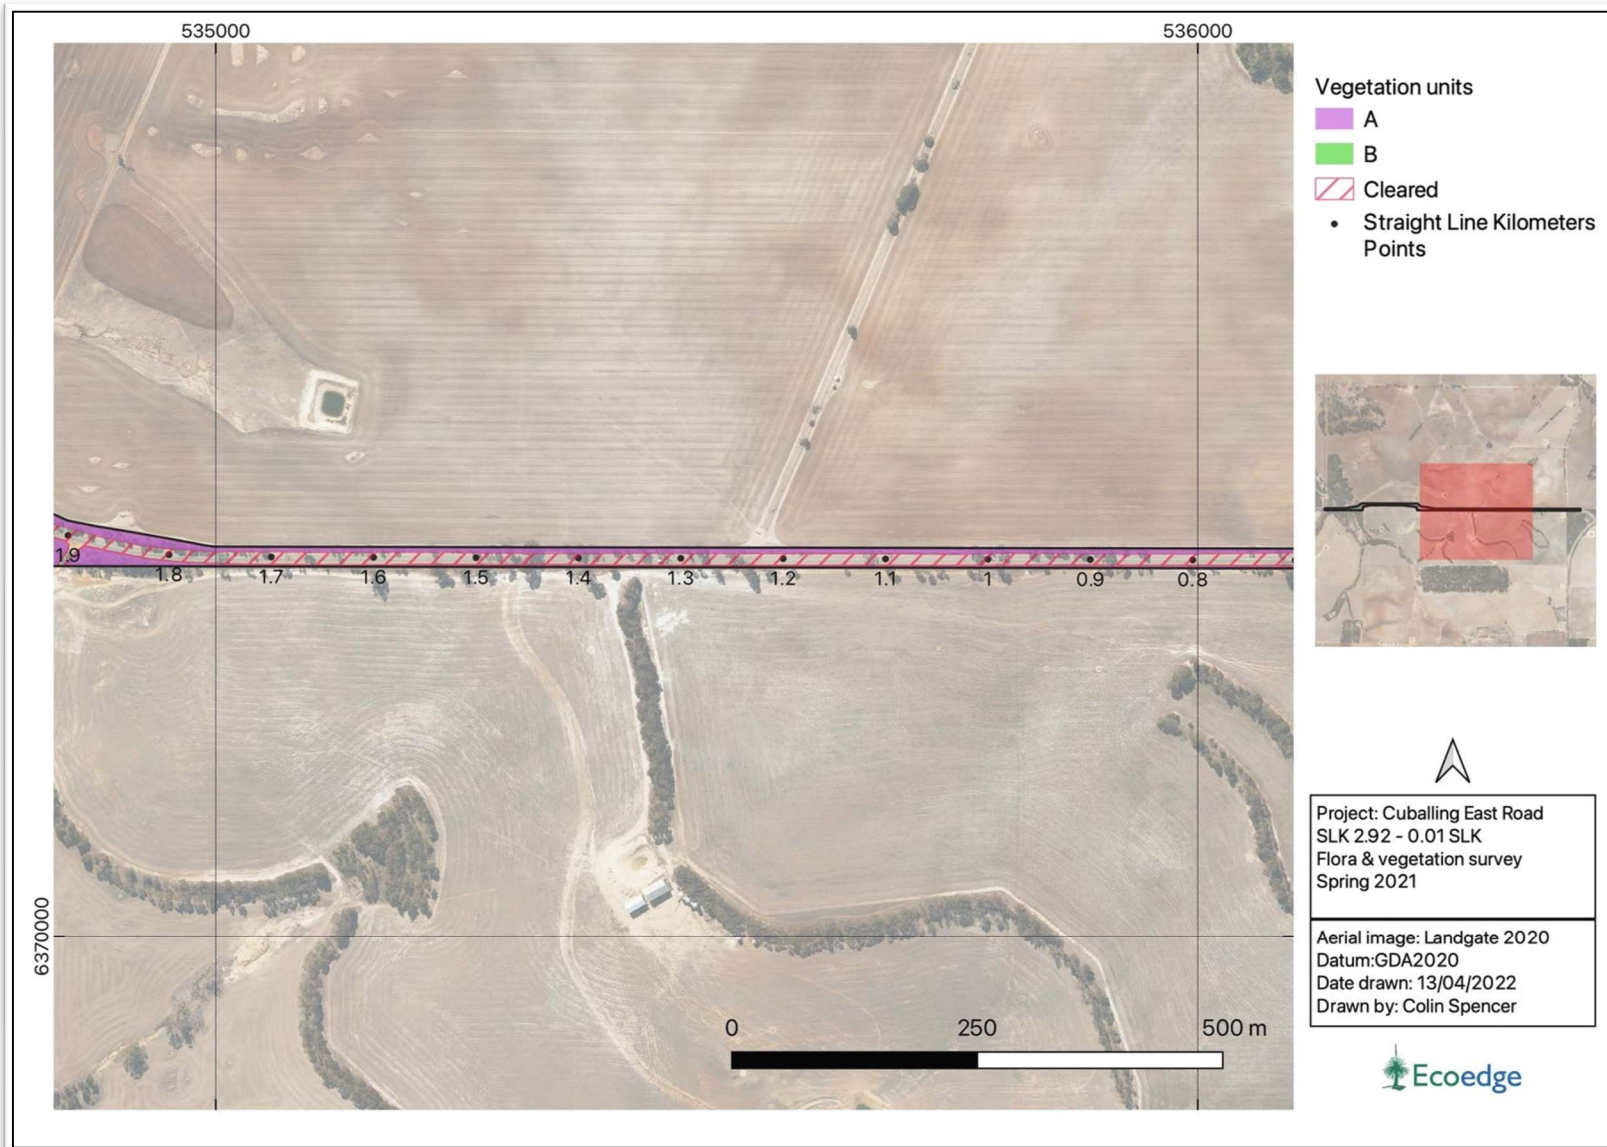 535000
536000
Vegetation units
A
B
Cleared
Straight Line Kilometers
Points
1.9
1.8
1.7
1.6
1.5
1.4
1.3
1.2
1.1
1
0.9
0.8
6370000
0
250
500 m
Project: Cuballing East Road
SLK 2.92 - 0.01 SLK
Flora & vegetation survey
Spring 2021
Aerial image: Landgate 2020
Datum:GDA2020
Date drawn: 13/04/2022
Drawn by: Colin Spencer
Ecoedge